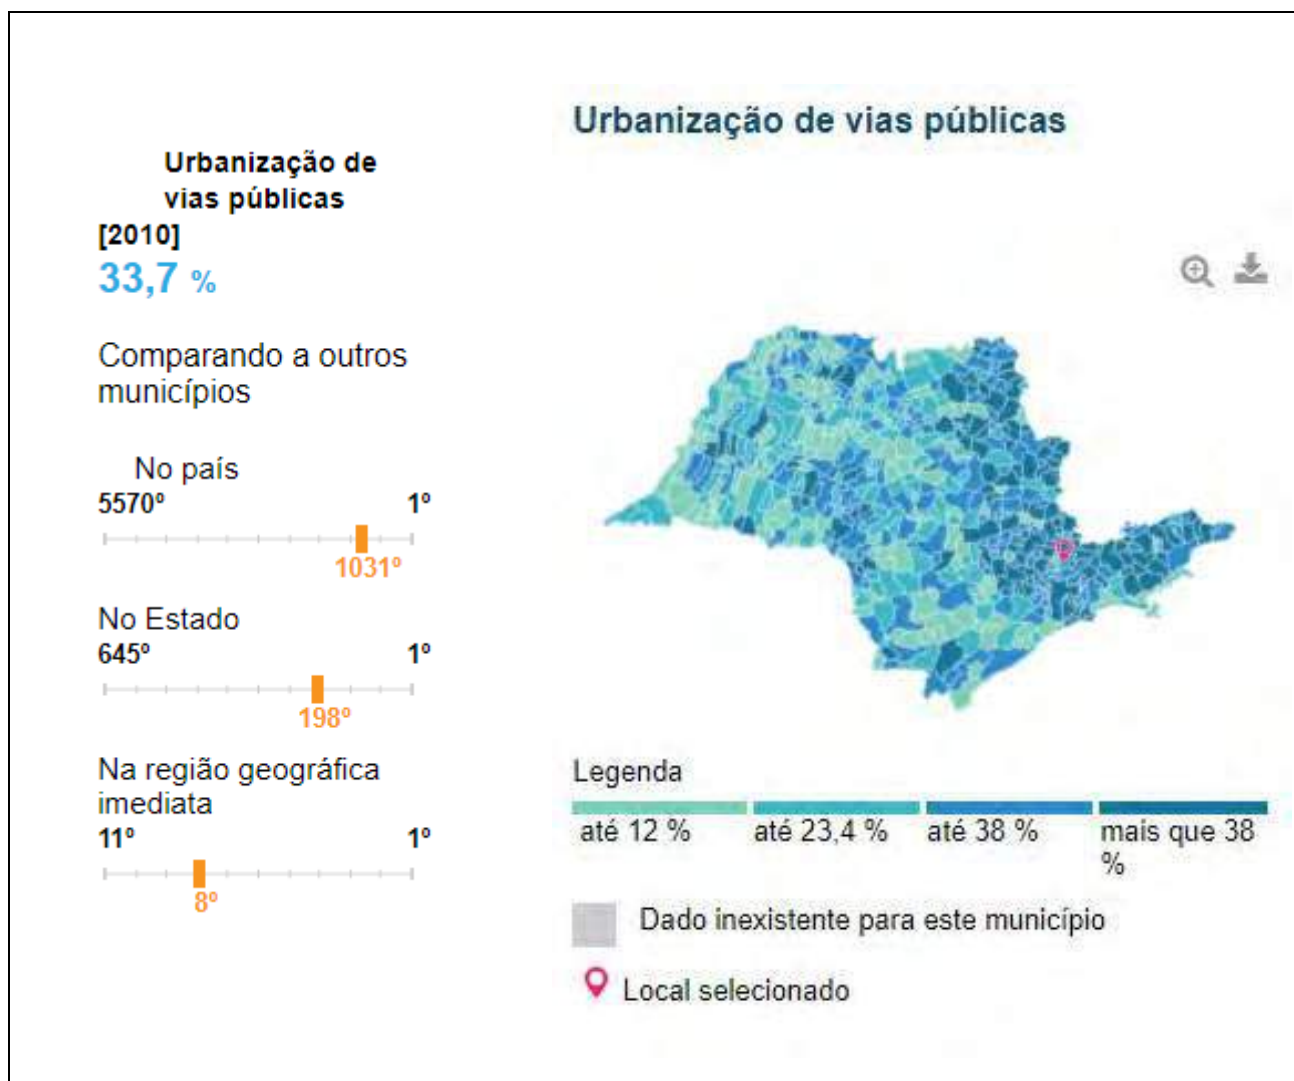 Urbanização de
vias públicas
[2010]
33,7 %
Comparando a outros
municípios
No país
5570º 1º
1031º
No Estado
645º 1º
198º
Na região geográfica
imediata
11º 1º
8º
Urbanização de vias públicas
Legenda
até 12 % até 23,4 % até 38 % mais que 38
%
Dado inexistente para este município
Local selecionado